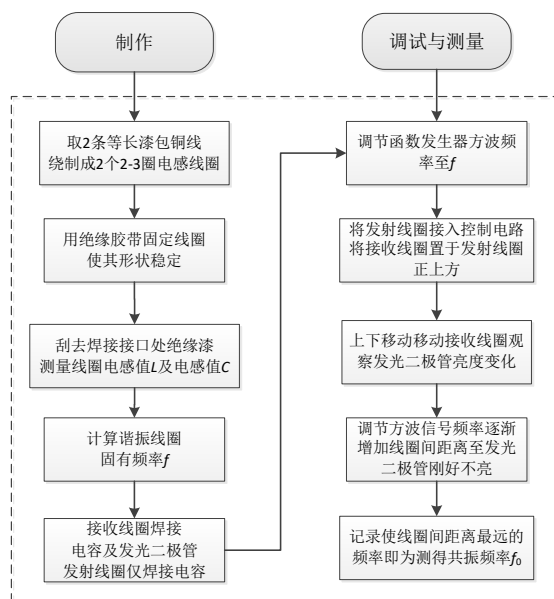 制作
取2条等长漆包铜线
绕制成2个2-3圈电感线圈
用绝缘胶带固定线圈
使其形状稳定
刮去焊接接口处绝缘漆
测量线圈电感值L及电感值C
计算谐振线圈
固有频率f
接收线圈焊接
电容及发光二极管
发射线圈仅焊接电容
调试与测量
调节函数发生器方波频
率至f
将发射线圈接入控制电路
将接收线圈置于发射线圈
正上方
上下移动移动接收线圈观
察发光二极管亮度变化
调节方波信号频率逐渐
增加线圈间距离至发光
二极管刚好不亮
记录使线圈间距离最远的
频率即为测得共振频率f₀